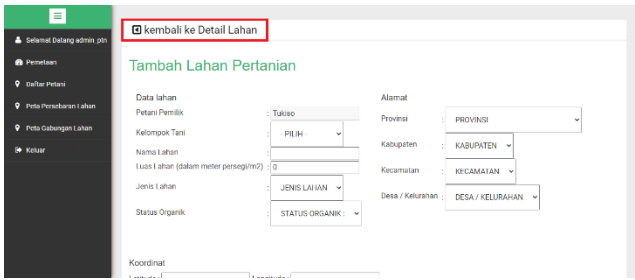 kembali ke Detail Lahan
Selamat Datang admin_ptn
Pemetaan
Daftar Petani
Peta Persebaran Lahan
Peta Gabungan Lahan
Keluar
Tambah Lahan Pertanian
Data lahan
Petani Pemilik : Tukiso
Kelompok Tani : - PILIH -
Nama Lahan :
Luas Lahan (dalam meter persegi/m2) : 0
Jenis Lahan : JENIS LAHAN
Status Organik : STATUS ORGANIK :
Alamat
Provinsi : PROVINSI
Kabupaten : KABUPATEN
Kecamatan : KECAMATAN
Desa / Kelurahan : DESA / KELURAHAN
Koordinat
Latitude : Longitude :